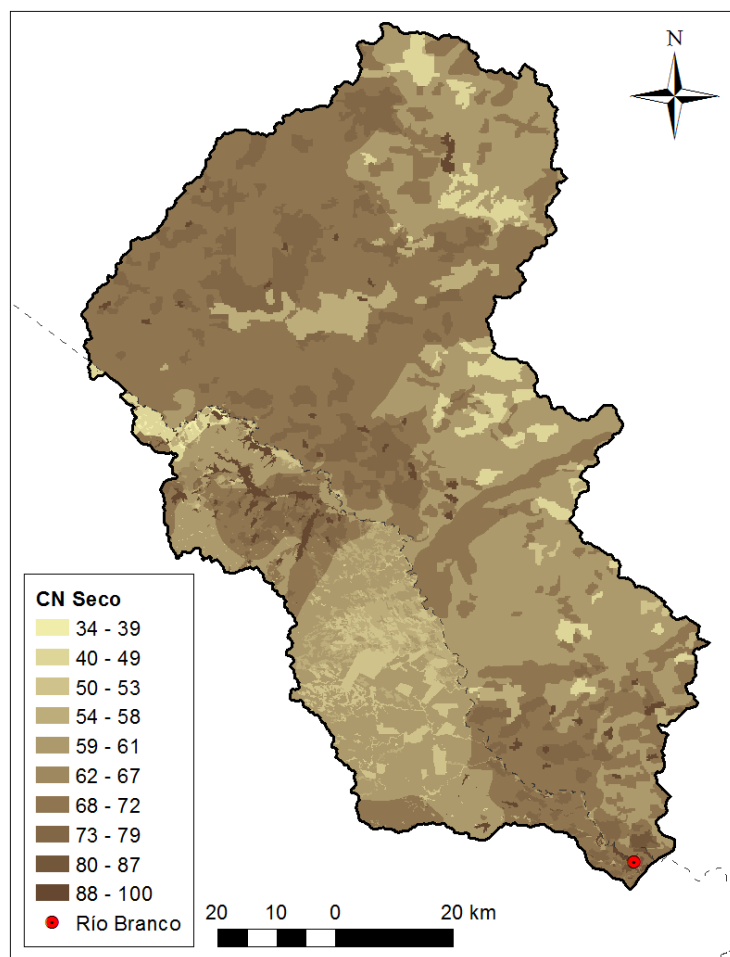 N
CN Seco
34 - 39
40 - 49
50 - 53
54 - 58
59 - 61
62 - 67
68 - 72
73 - 79
80 - 87
88 - 100
Río Branco
20 10 0 20 km